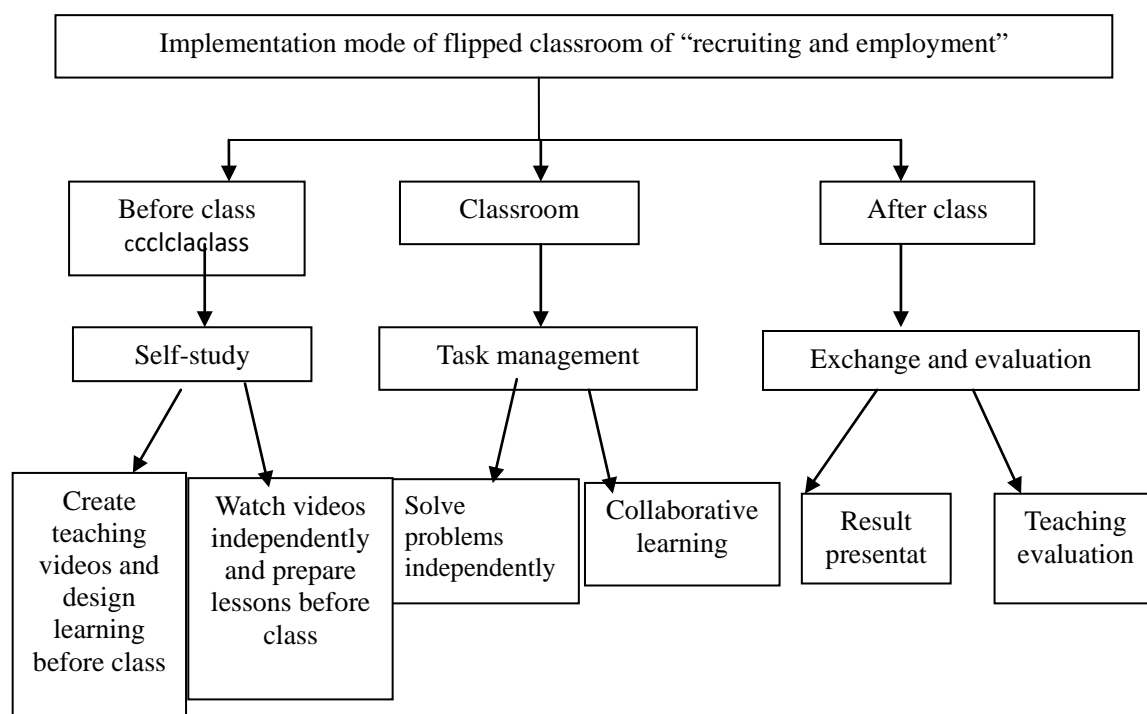 Implementation mode of flipped classroom of “recruiting and employment”
Before class
ccclclaclass
Classroom
After class
Self-study
Task management
Exchange and evaluation
Create
teaching
videos and
design
learning
before class
Watch videos
independently
and prepare
lessons before
class
Solve
problems
independently
Collaborative
learning
Result
presentat
Teaching
evaluation